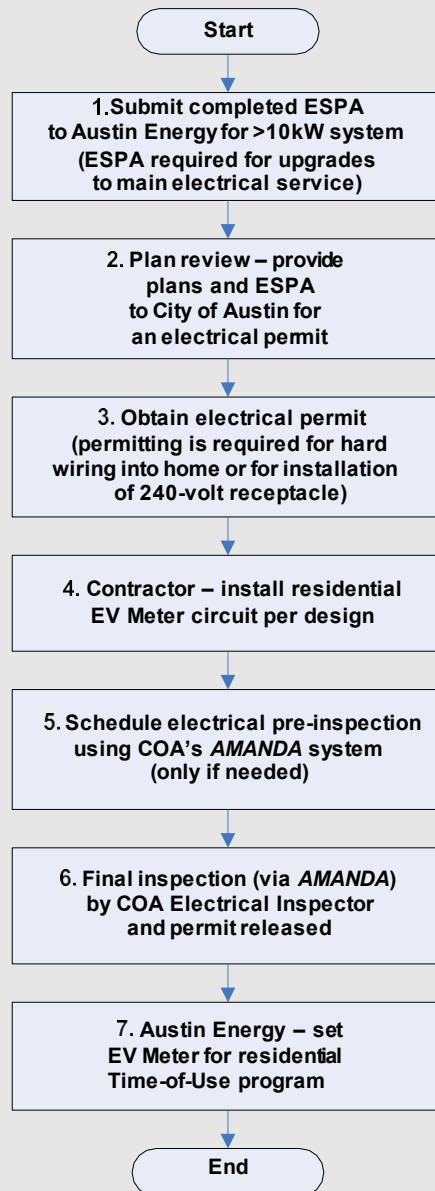 Start
1.Submit completed ESPA
to Austin Energy for >10kW system
(ESPA required for upgrades
to main electrical service)
2. Plan review – provide
plans and ESPA
to City of Austin for
an electrical permit
3. Obtain electrical permit
(permitting is required for hard
wiring into home or for installation
of 240-volt receptacle)
4. Contractor – install residential
EV Meter circuit per design
5. Schedule electrical pre-inspection
using COA's AMANDA system
(only if needed)
6. Final inspection (via AMANDA)
by COA Electrical Inspector
and permit released
7. Austin Energy – set
EV Meter for residential
Time-of-Use program
End